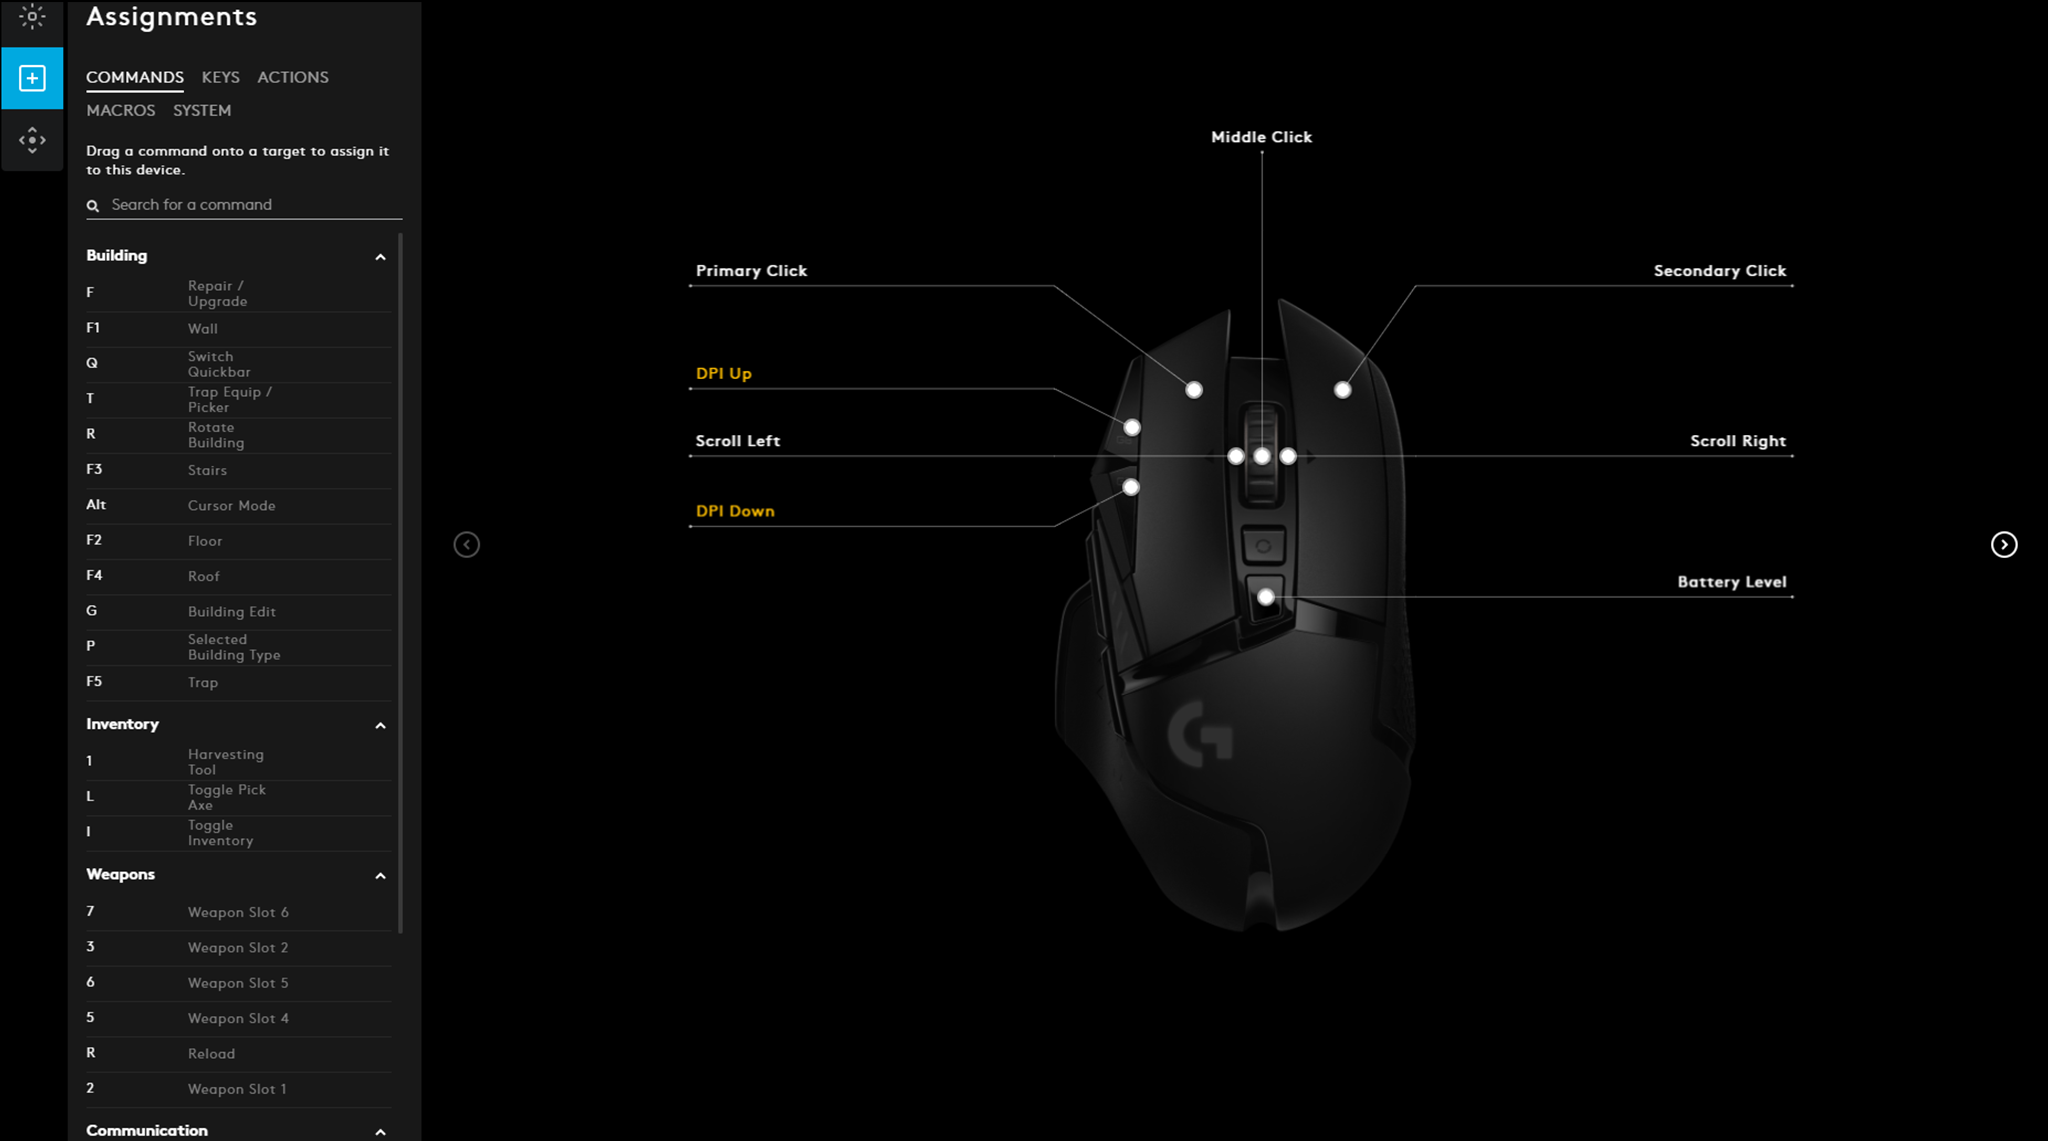 Assignments
COMMANDS KEYS ACTIONS
MACROS SYSTEM
Drag a command onto a target to assign it
to this device.
Search for a command
Building
F Repair /
Upgrade
F1 Wall
Q Switch
Quickbar
T Trap Equip /
Picker
R Rotate
Building
F3 Stairs
Alt Cursor Mode
F2 Floor
F4 Roof
G Building Edit
P Selected
Building Type
F5 Trap
Inventory
1 Harvesting
Tool
L Toggle Pick
Axe
I Toggle
Inventory
Weapons
7 Weapon Slot 6
3 Weapon Slot 2
6 Weapon Slot 5
5 Weapon Slot 4
R Reload
2 Weapon Slot 1
Communication
Middle Click
Primary Click
Secondary Click
DPI Up
Scroll Left
Scroll Right
DPI Down
Battery Level
G